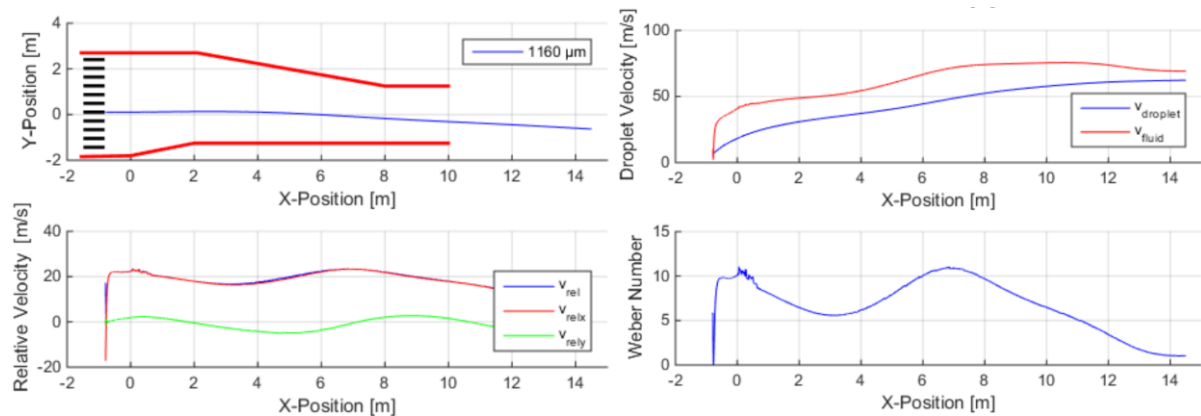 4
2
0
-2
Y-Position [m]
-2 0 2 4 6 8 10 12 14
X-Position [m]
1160 μm
100
50
0
Droplet Velocity [m/s]
-2 0 2 4 6 8 10 12 14
X-Position [m]
v_droplet
v_fluid
40
20
0
-20
Relative Velocity [m/s]
-2 0 2 4 6 8 10 12 14
X-Position [m]
v_rel
v_relx
v_rely
15
10
5
0
Weber Number
-2 0 2 4 6 8 10 12 14
X-Position [m]